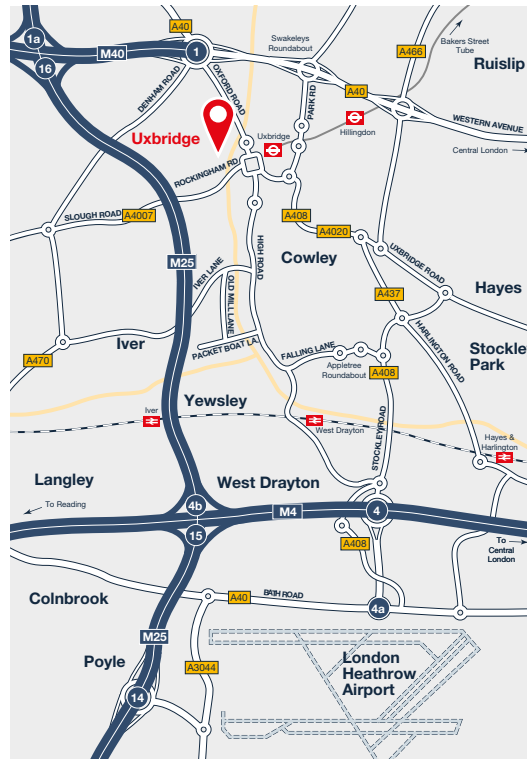 A40
Swakeleys
Roundabout
Bakers Street
Tube
1a
M40
1
A466
Ruislip
16
DENHAM ROAD
OXFORD ROAD
PARK RD
A40
WESTERN AVENUE
Uxbridge
Uxbridge
Hillingdon
Central London
ROCKINGHAM RD
SLOUGH ROAD
A4007
A408
A4020
M25
HIGH ROAD
Cowley
UXBRIDGE ROAD
IVER LANE
OLD MILL LANE
A437
Hayes
Iver
PACKET BOAT LA.
FALLING LANE
HARLINGTON ROAD
Stockley
Park
A470
Appletree
Roundabout
A408
Yewsley
Iver
West Drayton
STOCKLEY ROAD
Hayes &
Harlington
Langley
West Drayton
To Reading
4b
M4
4
15
A408
To
Central
London
Colnbrook
A40
BATH ROAD
4a
M25
Poyle
A3044
London
Heathrow
Airport
14